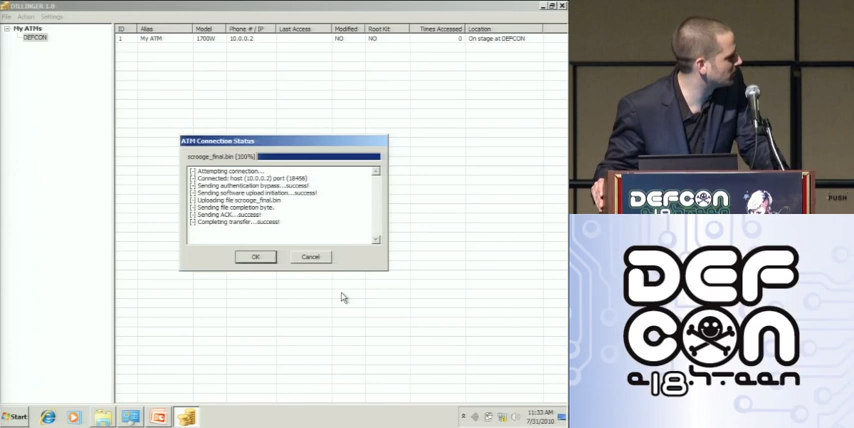 DILLINGER 1.0
File Action Settings
My ATMs
DEFCON
ID Alias Model Phone # / IP Last Access Modified Root Kit Times Accessed Location
1 My ATM 1700W 10.0.0.2 NO NO 0 On stage at DEFCON
ATM Connection Status
scrooge_final.bin [100%]
[-] Attempting connection...
[-] Connected: host (10.0.0.2) port (18456)
[-] Sending authentication bypass...success!
[-] Sending software upload initiation...success!
[-] Uploading file scrooge_final.bin
[-] Sending file completion byte..
[-] Sending ACK...success!
[-] Completing transfer...success!
OK Cancel
Start
11:33 AM
7/31/2010
DEFCON
PUSH
DEF
CON
e18h-teen